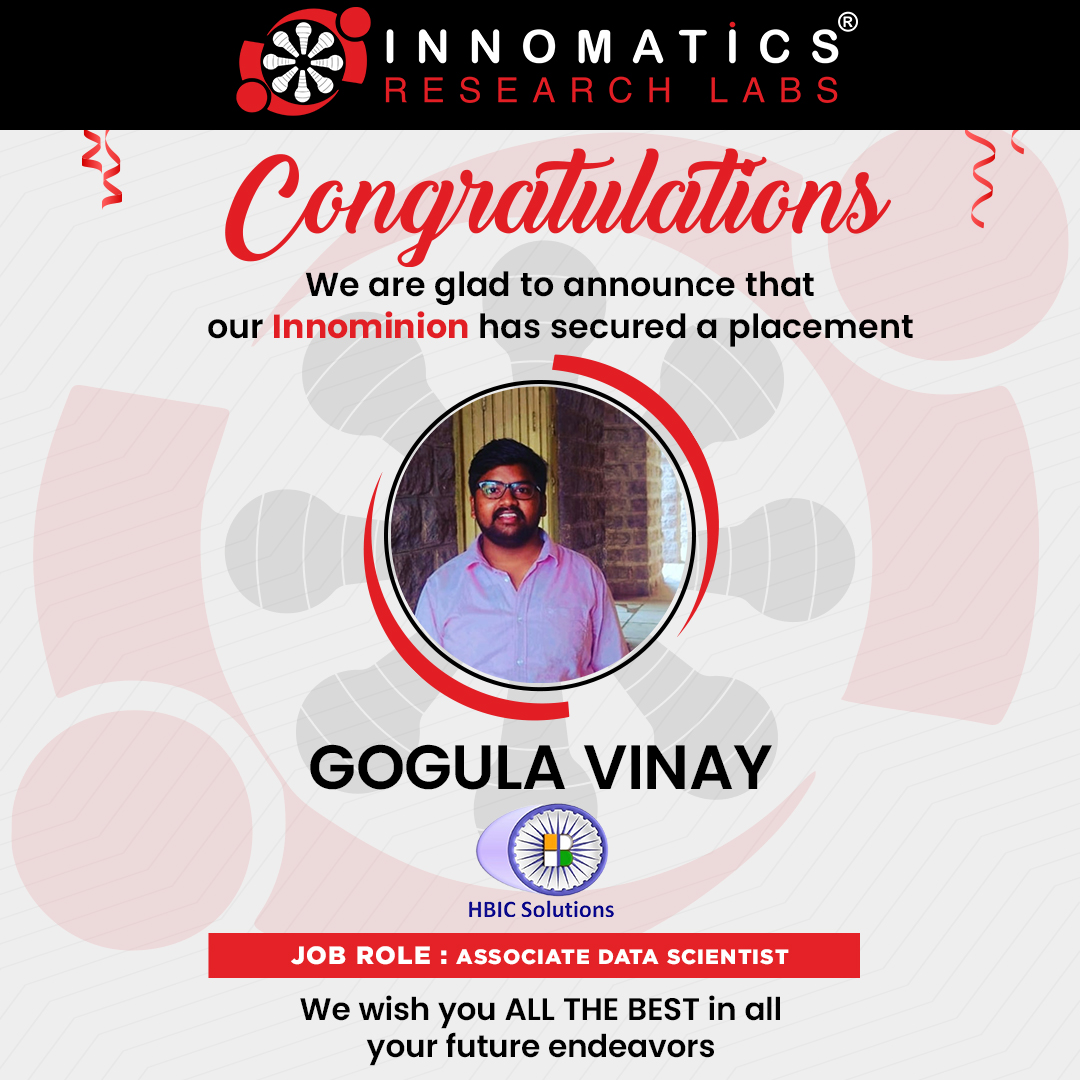 INNOMATICS®
RESEARCH LABS
Congratulations
We are glad to announce that
our Innominion has secured a placement
GOGULA VINAY
HB
HBIC Solutions
JOB ROLE : ASSOCIATE DATA SCIENTIST
We wish you ALL THE BEST in all
your future endeavors